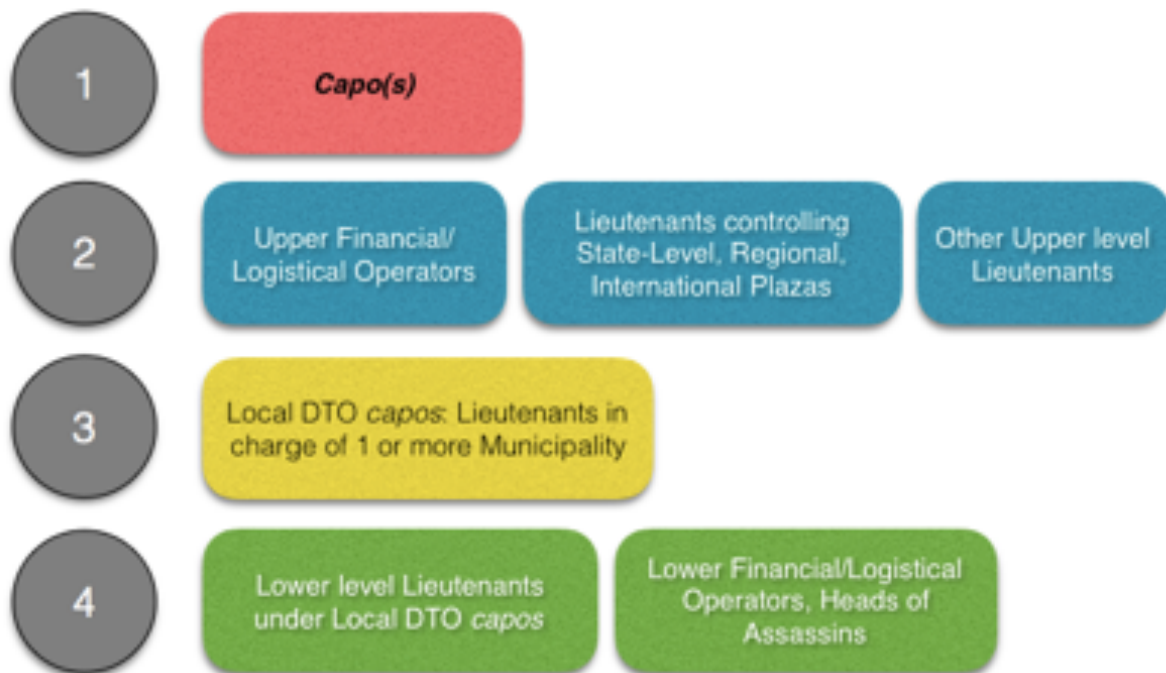 1
Capo(s)
2
Upper Financial/
Logistical Operators
Lieutenants controlling
State-Level, Regional,
International Plazas
Other Upper level
Lieutenants
3
Local DTO capos: Lieutenants in
charge of 1 or more Municipality
4
Lower level Lieutenants
under Local DTO capos
Lower Financial/Logistical
Operators, Heads of
Assassins